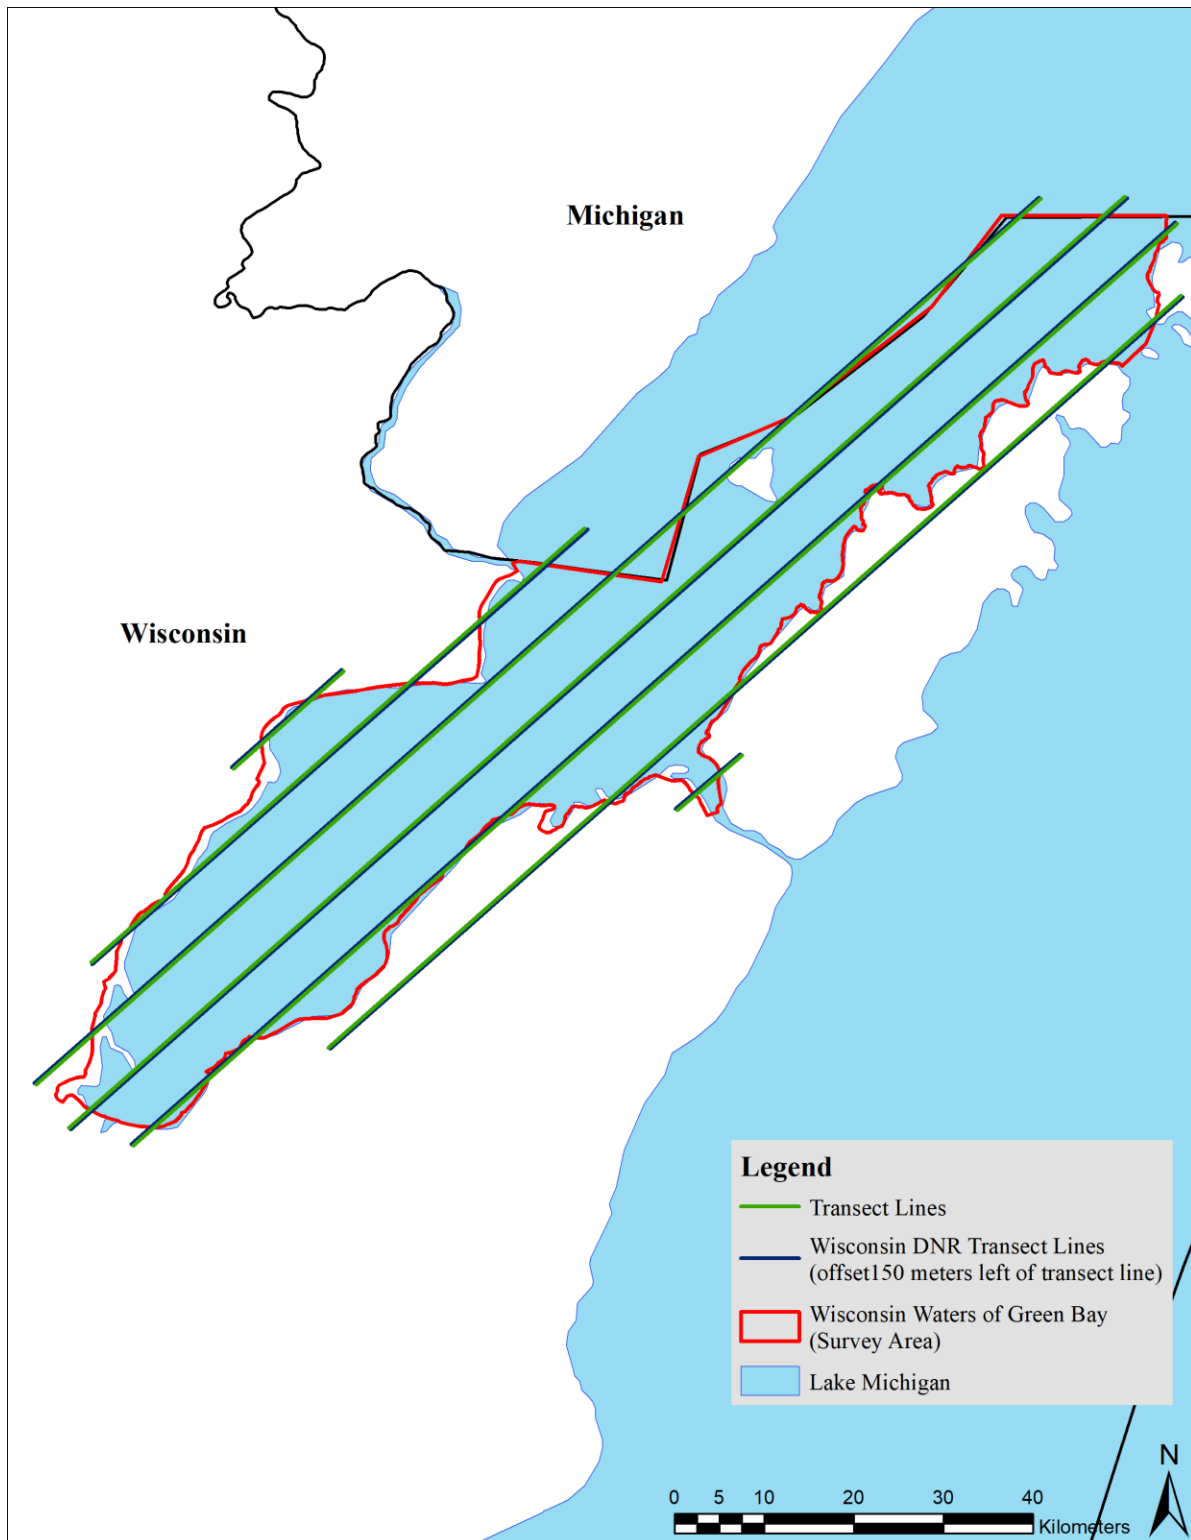 Michigan
Wisconsin
Legend
Transect Lines
Wisconsin DNR Transect Lines
(offset150 meters left of transect line)
Wisconsin Waters of Green Bay
(Survey Area)
Lake Michigan
N
0 5 10 20 30 40
Kilometers